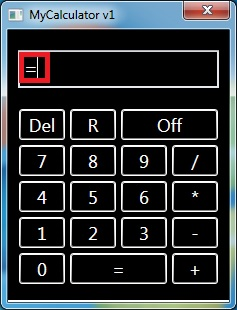 MyCalculator v1
=
Del R Off
7 8 9 /
4 5 6 *
1 2 3 -
0 = +